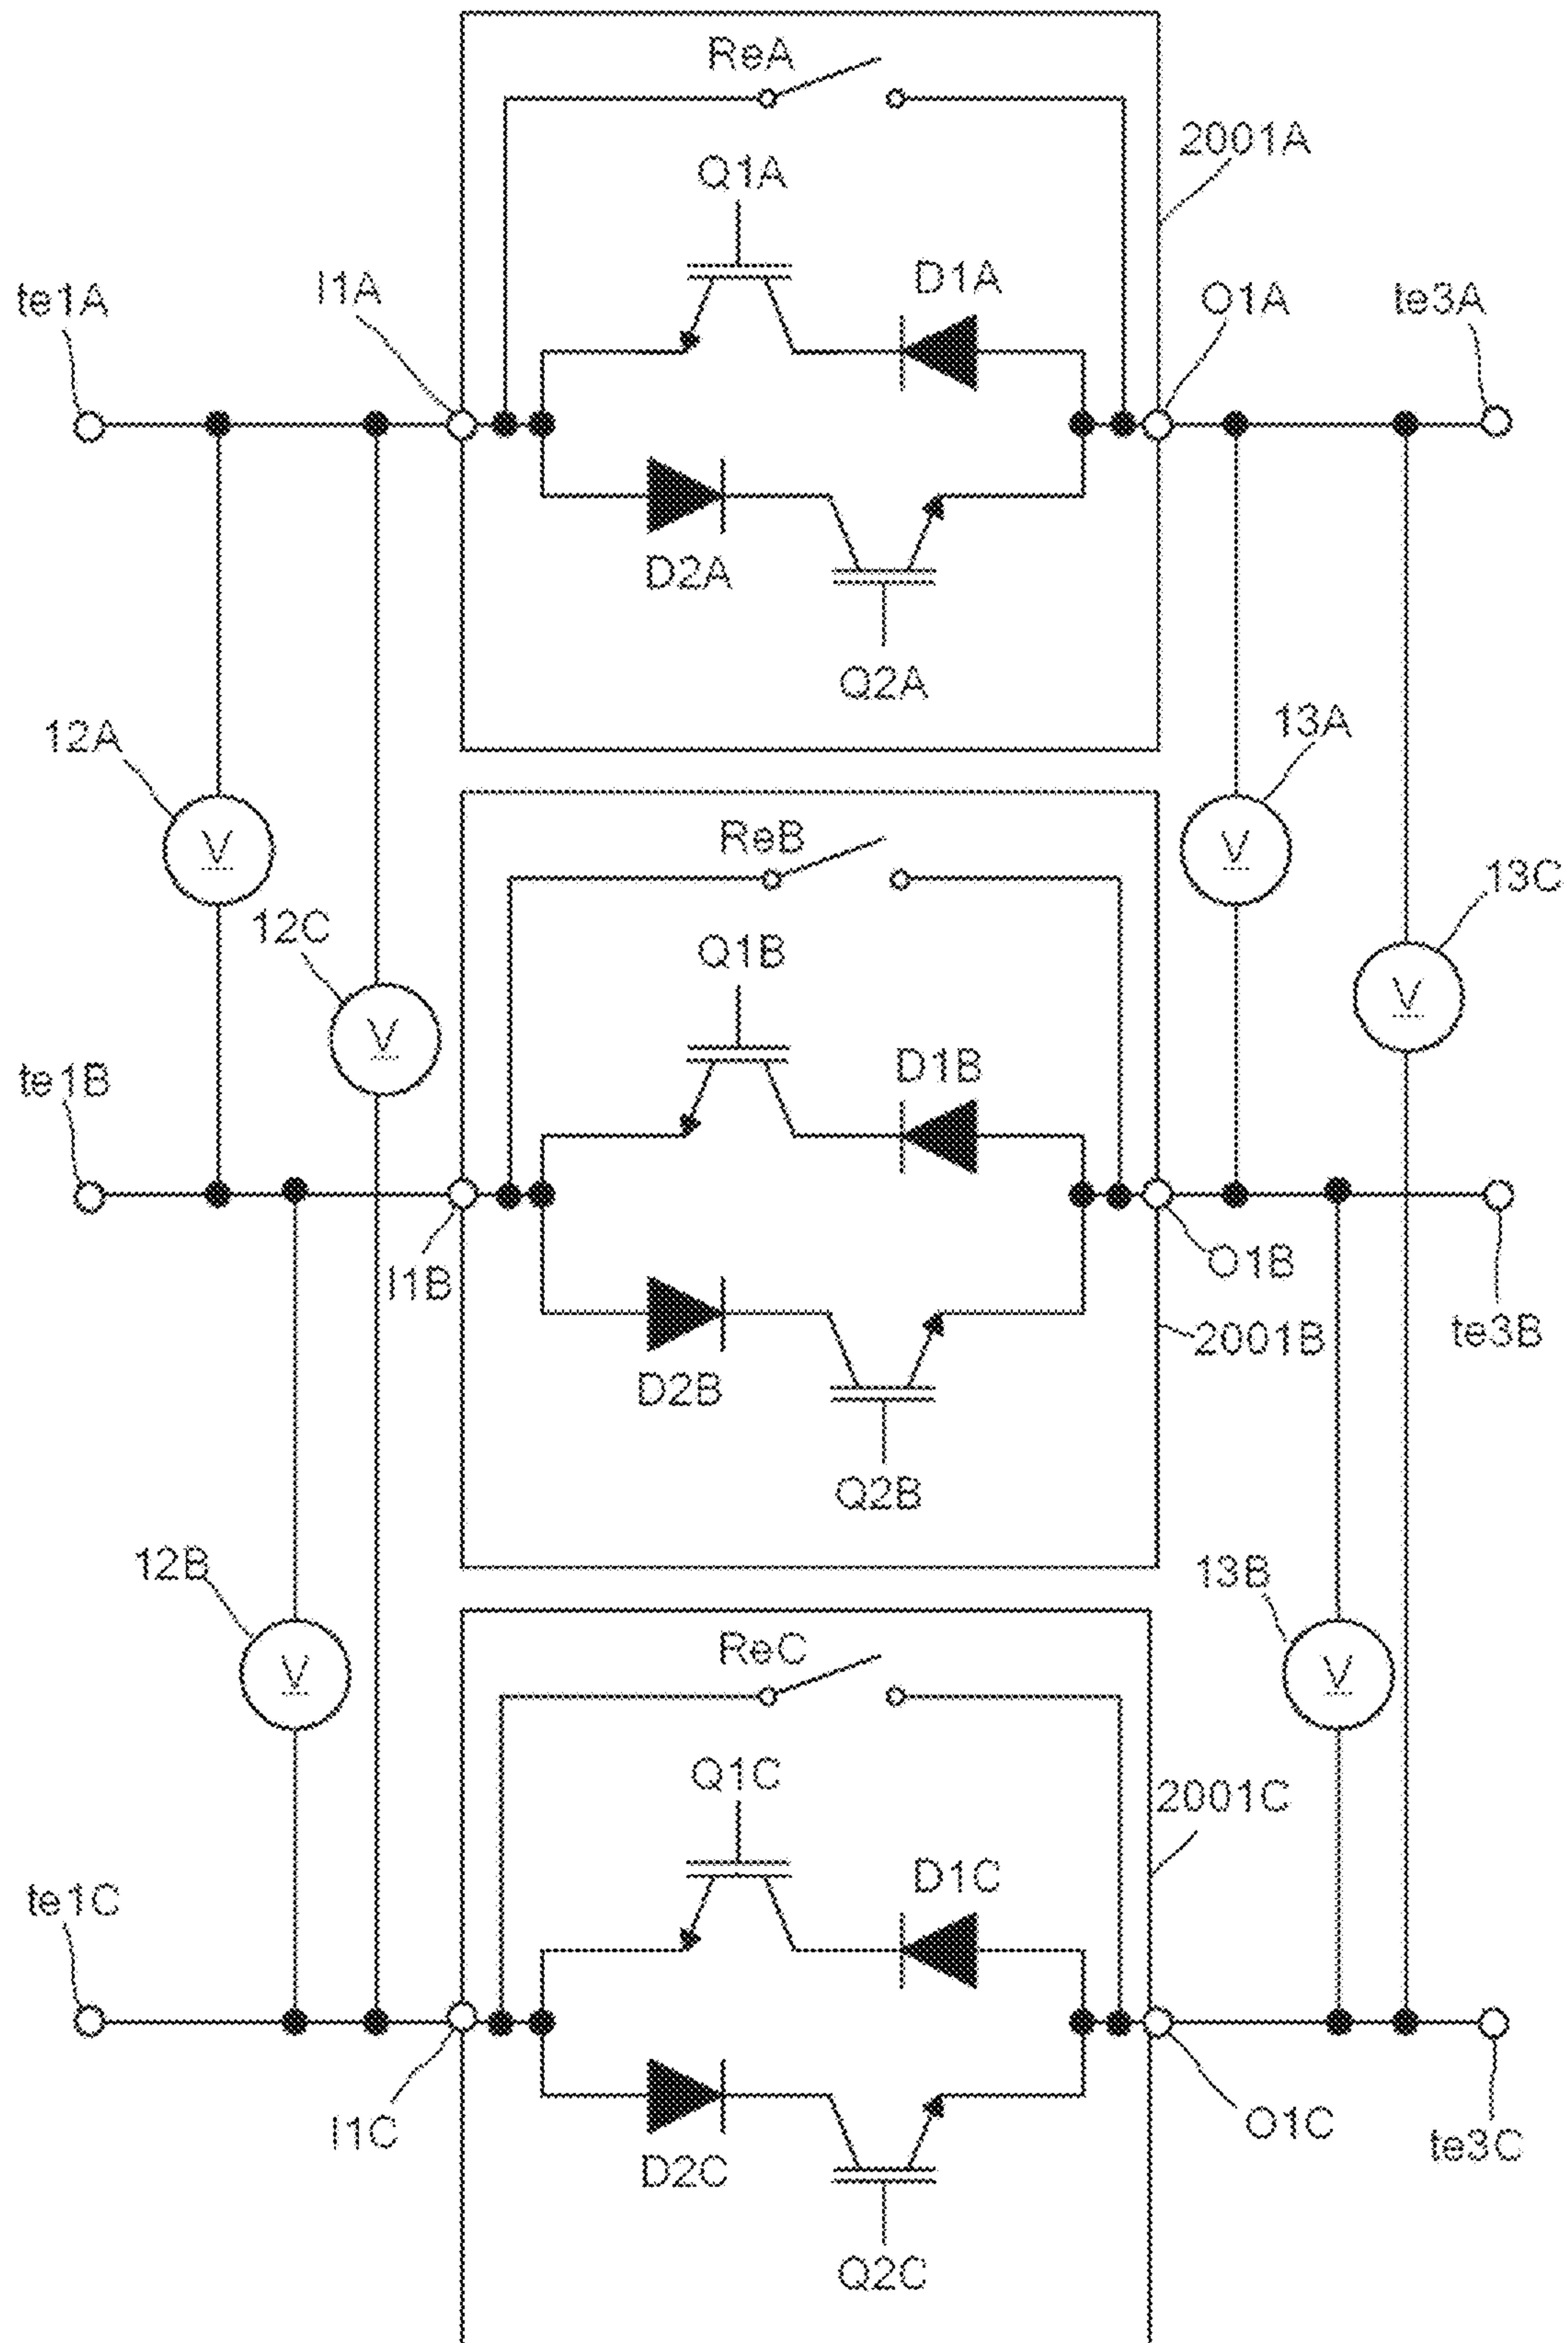 ReA
2001A
Q1A
te1A
I1A
D1A
O1A
te3A
D2A
Q2A
12A
13A
V
ReB
V
13C
12C
Q1B
V
V
te1B
D1B
I1B
O1B
2001B
te3B
D2B
Q2B
12B
13B
V
ReC
V
Q1C
2001C
te1C
D1C
I1C
O1C
te3C
D2C
Q2C